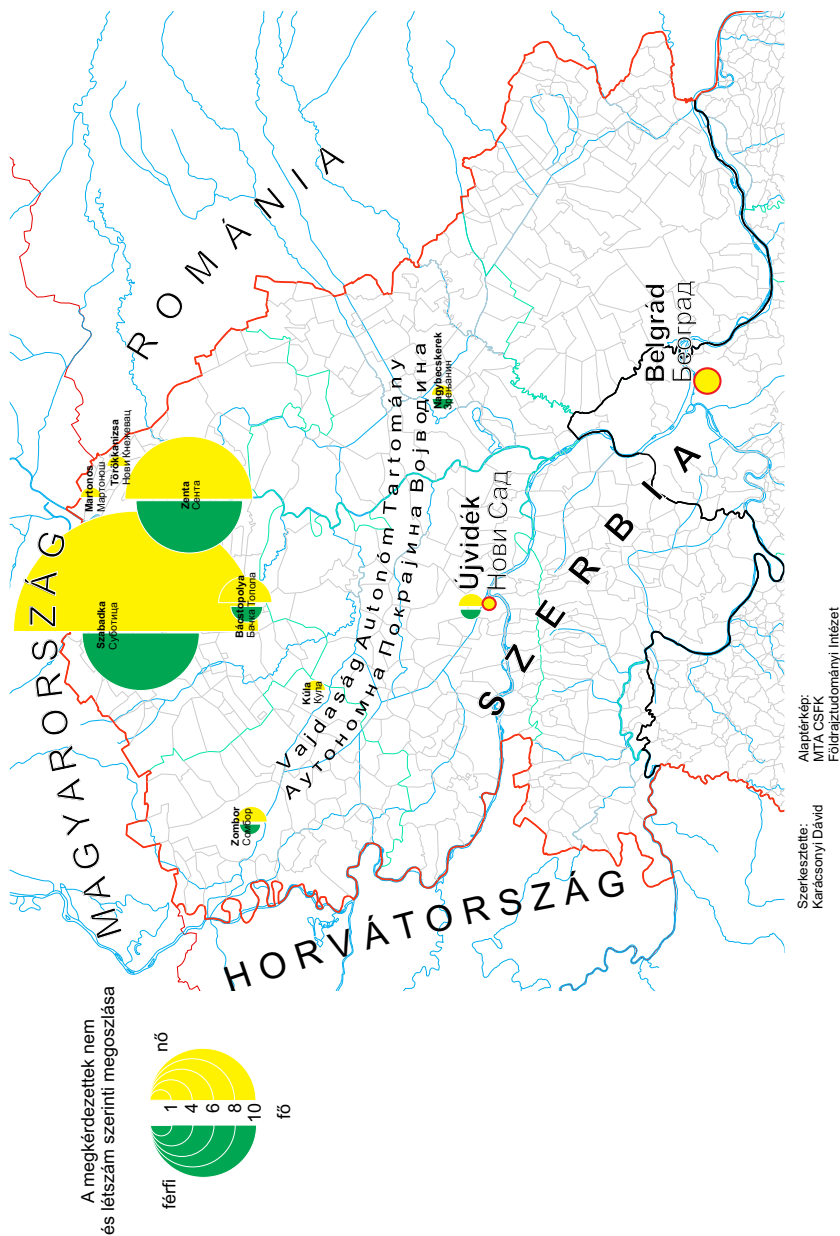 A megkérdezettek nem
és létszám szerinti megoszlása
férfi
nő
1
4
6
8
10
fő
MAGYARORSZÁG
ROMÁNIA
HORVÁTORSZÁG
SZERBIA
Martonos
Мартонош
Törökkanizsa
Нови Кнежевац
Zenta
Сента
Szabadka
Суботица
Bácstopolya
Бачка Топола
Kúla
Кула
Zombor
Сомбор
Vajdaság Autonóm Tartomány
Аутономна Покрајина Војводина
Nagybecskerek
Зрењанин
Újvidék
Нови Сад
Belgrád
Београд
Szerkesztette:
Karácsonyi Dávid
Alaptérkép:
MTA CSFK
Földrajztudományi Intézet